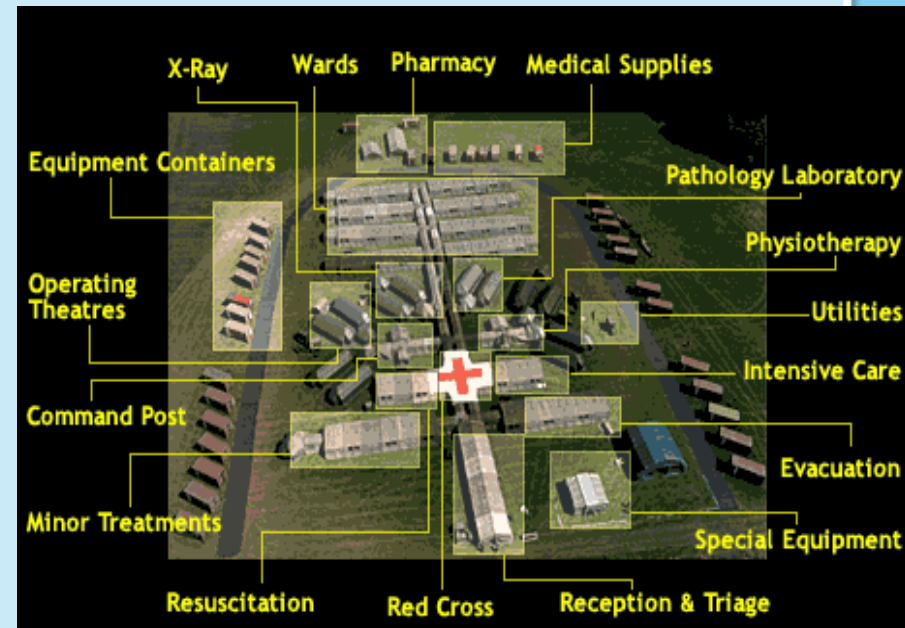 X-Ray
Wards
Pharmacy
Medical Supplies
Equipment Containers
Pathology Laboratory
Physiotherapy
Operating
Theatres
Utilities
Intensive Care
Command Post
Evacuation
Minor Treatments
Special Equipment
Resuscitation
Red Cross
Reception & Triage